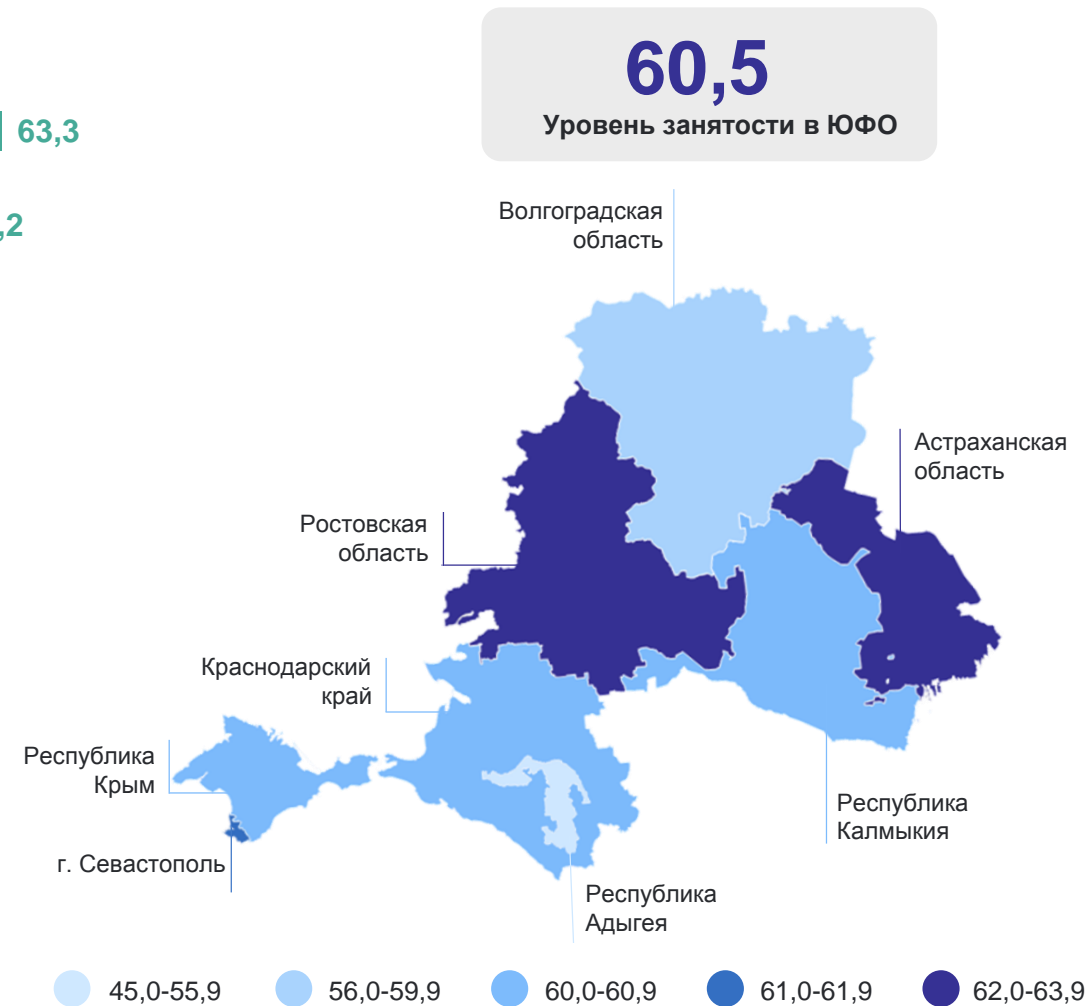 60,5
Уровень занятости в ЮФО
63,3
,2
Волгоградская
область
Астраханская
область
Ростовская
область
Краснодарский
край
Республика
Крым
г. Севастополь
Республика
Калмыкия
Республика
Адыгея
45,0-55,9
56,0-59,9
60,0-60,9
61,0-61,9
62,0-63,9